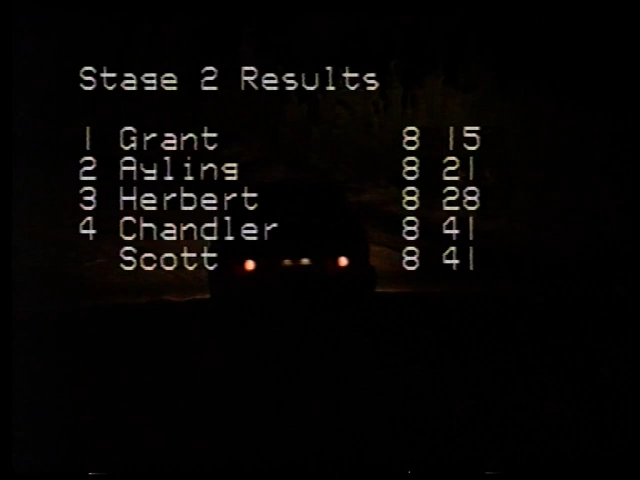 Stage 2 Results
1 Grant 8 15
2 Ayling 8 21
3 Herbert 8 28
4 Chandler 8 41
Scott 8 41